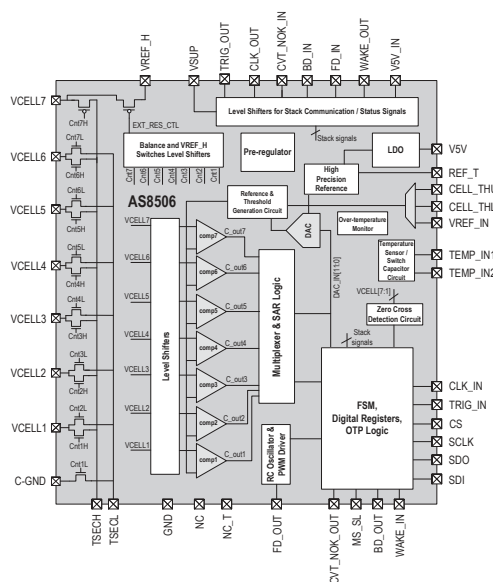 VREF_H
VSUP
TRIG_OUT
CLK_OUT
CVT_NOK_IN
BD_IN
FD_IN
WAKE_OUT
V5V_IN
VCELL7
Cnt7H
EXT_RES_CTL
Level Shifters for Stack Communication / Status Signals
Stack signals
Cnt7L
VCELL6
Cnt6H
Balance and VREF_H
Switches Level Shifters
Cnt7
Cnt6
Cnt5
Cnt4
Cnt3
Cnt2
Cnt1
Pre-regulator
LDO
V5V
High
Precision
Reference
REF_T
Cnt6L
VCELL5
Cnt5H
AS8506
Reference &
Threshold
Generation Circuit
DAC
Over-temperature
Monitor
CELL_THU
CELL_THL
VREF_IN
Cnt5L
VCELL4
Cnt4H
VCELL7
comp7
C_out7
VCELL6
comp6
C_out6
DAC_IN[11:0]
Temperature
Sensor /
Switch
Capacitor
Circuit
TEMP_IN1
TEMP_IN2
Cnt4L
VCELL3
Cnt3H
VCELL5
comp5
C_out5
VCELL[7:1]
Zero Cross
Detection Circuit
Level Shifters
Multiplexer & SAR Logic
VCELL4
comp4
C_out4
Stack
signals
Cnt3L
VCELL2
Cnt2H
VCELL3
comp3
C_out3
FSM,
Digital Registers,
OTP Logic
CLK_IN
TRIG_IN
Cnt2L
VCELL1
Cnt1H
VCELL2
comp2
C_out2
CS
SCLK
VCELL1
comp1
C_out1
RC Oscillator &
PWM Driver
SDO
SDI
Cnt1L
C-GND
TSECH
TSECL
GND
NC
NC_T
FD_OUT
CVT_NOK_OUT
MS_SL
BD_OUT
WAKE_IN